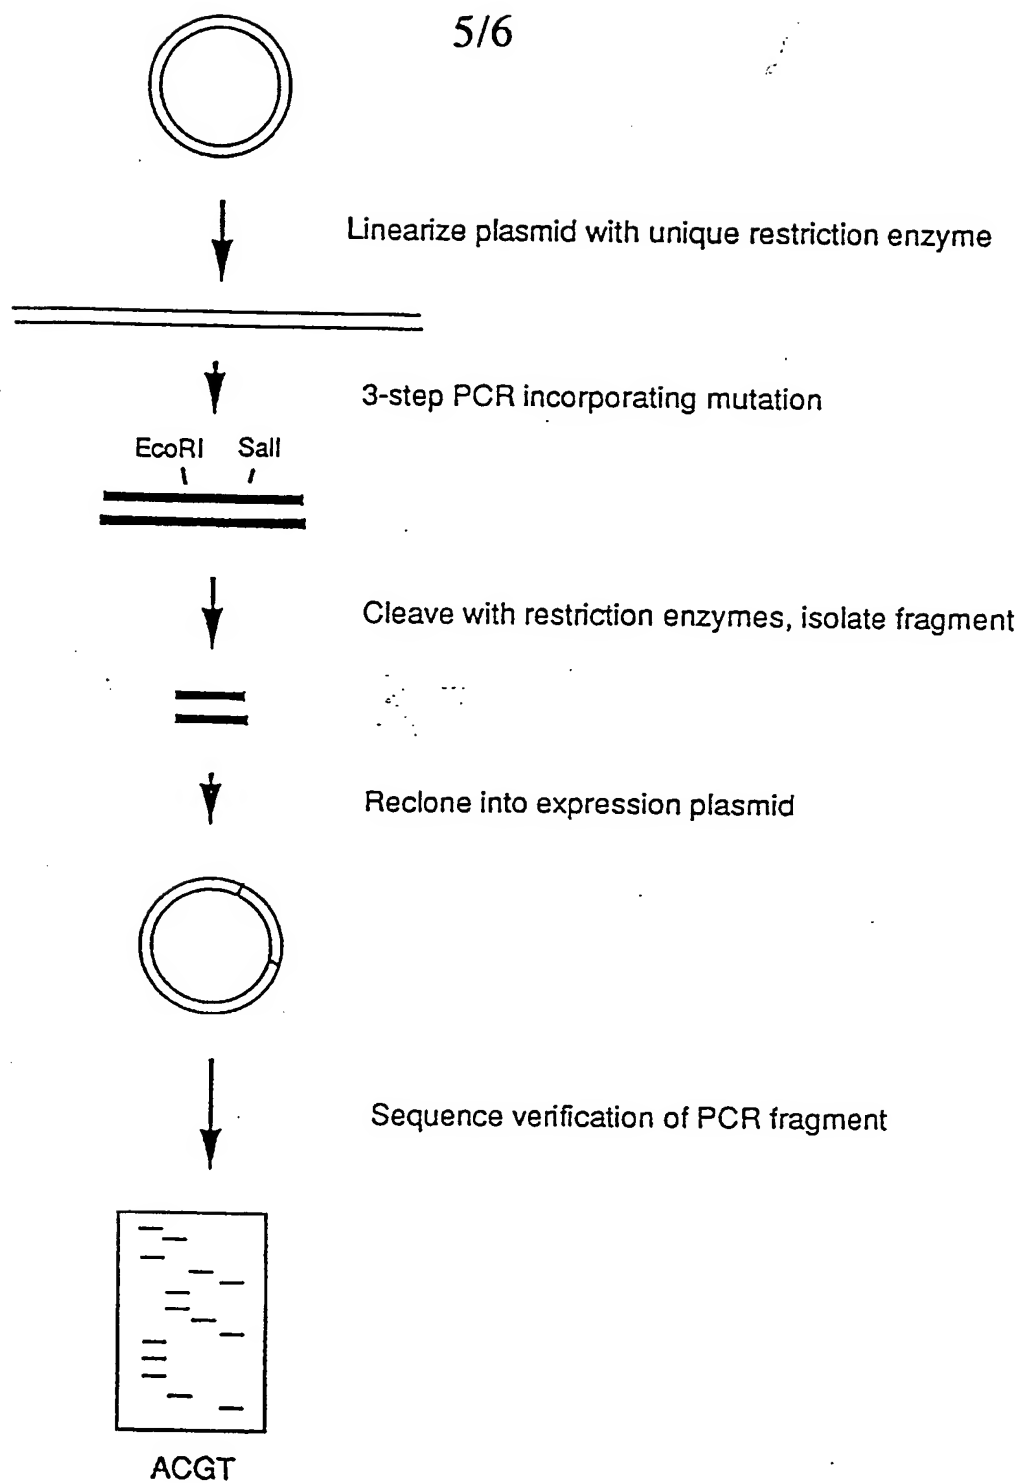 5/6
Linearize plasmid with unique restriction enzyme
3-step PCR incorporating mutation
EcoRI SalI
Cleave with restriction enzymes, isolate fragment
Reclone into expression plasmid
Sequence verification of PCR fragment
ACGT